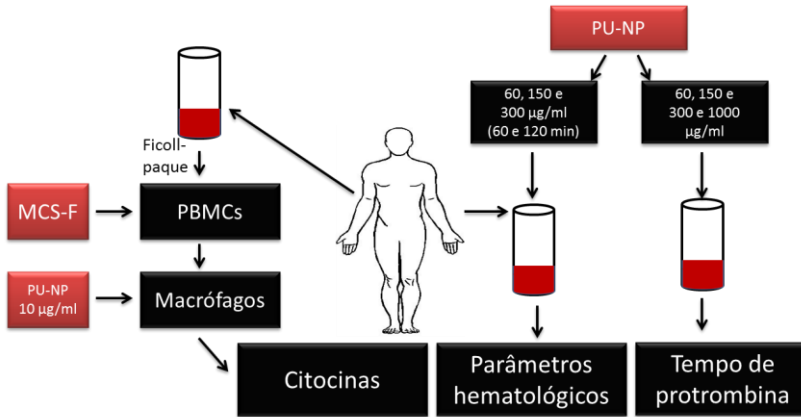 PU-NP
60, 150 e
300 µg/ml
(60 e 120 min)
60, 150 e
300 e 1000
µg/ml
Ficoll-
paque
MCS-F
PBMCs
PU-NP
10 µg/ml
Macrófagos
Citocinas
Parâmetros
hematológicos
Tempo de
protrombina